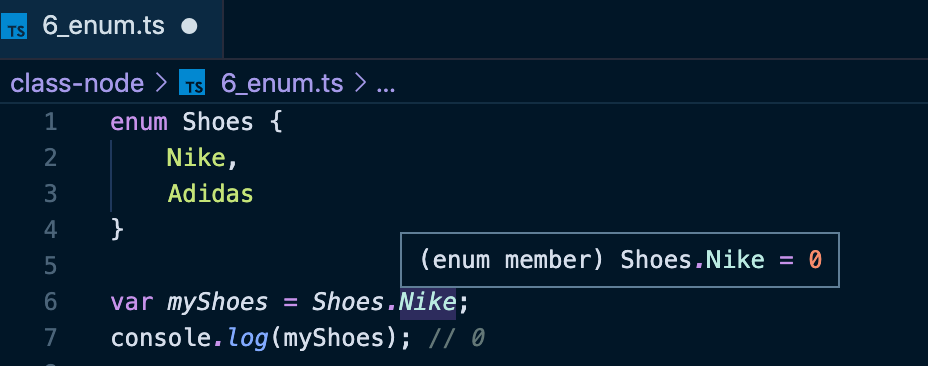 TS 6_enum.ts ●
class-node > TS 6_enum.ts > ...
1 enum Shoes {
2     Nike,
3     Adidas
4 }
(enum member) Shoes.Nike = 0
5
6 var myShoes = Shoes.Nike;
7 console.log(myShoes); // 0